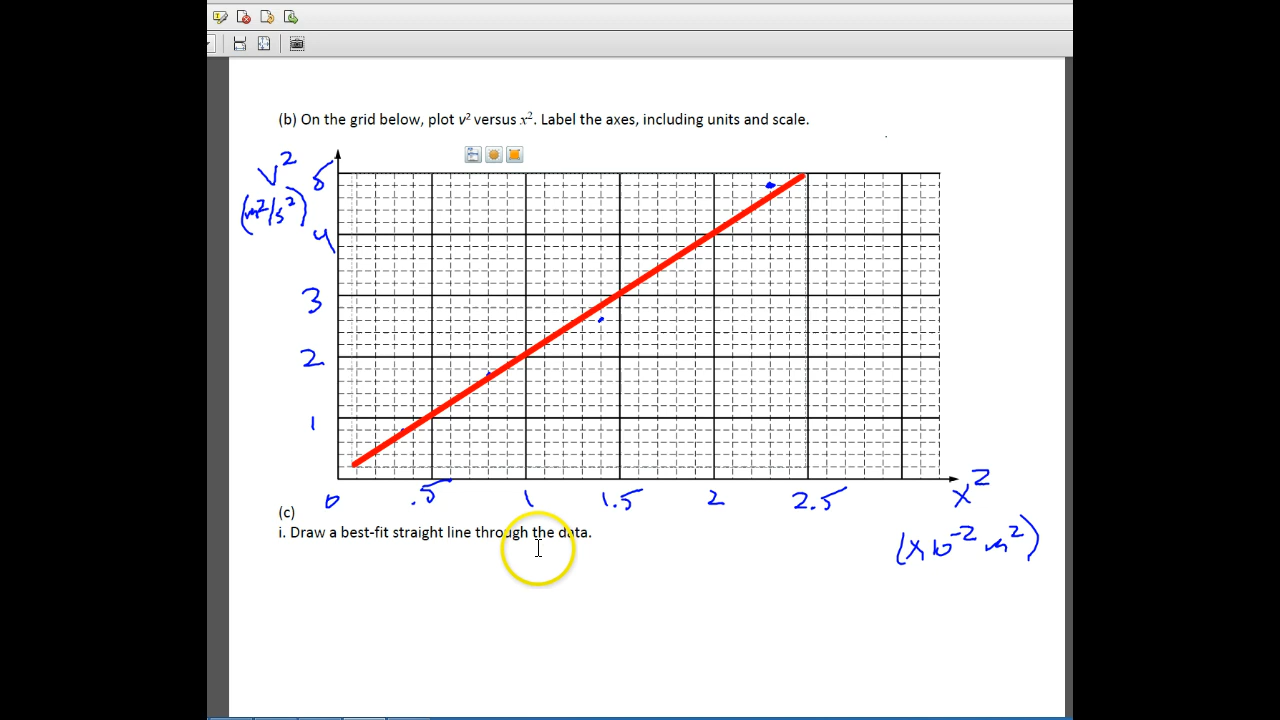 (b) On the grid below, plot v² versus x². Label the axes, including units and scale.
v²
(m²/s²)
5
4
3
2
1
0 .5 1 1.5 2 2.5
x²
(x10⁻² m²)
(c)
i. Draw a best-fit straight line through the data.